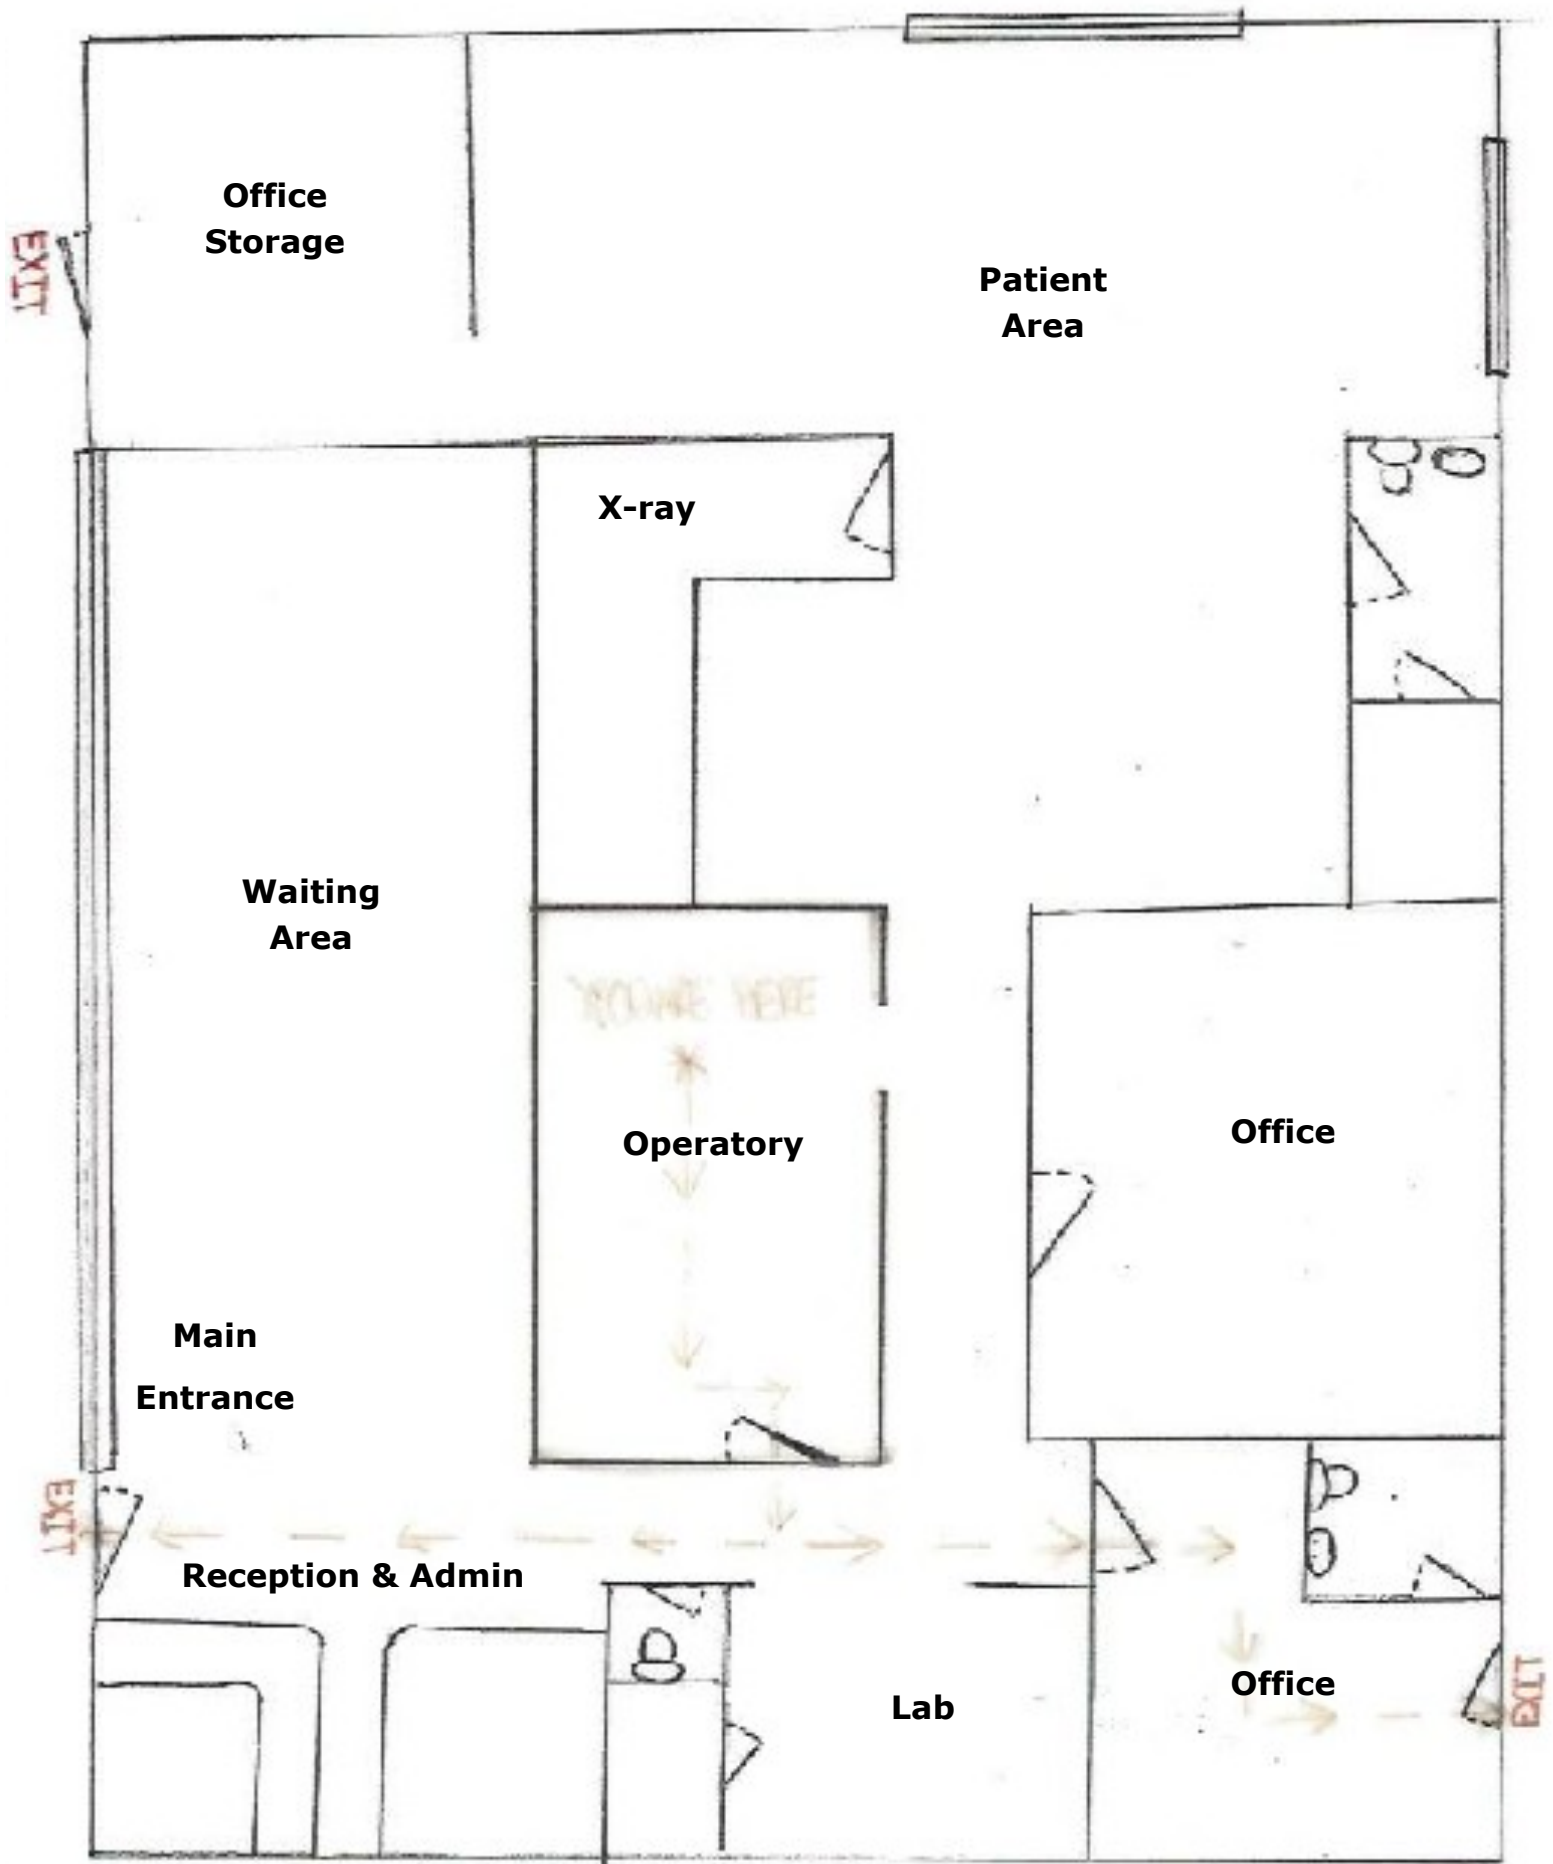 Office
Storage
EXIT
Patient
Area
X-ray
Waiting
Area
YOU ARE HERE
Operatory
Office
Main
Entrance
EXIT
Reception & Admin
Office
Lab
EXIT